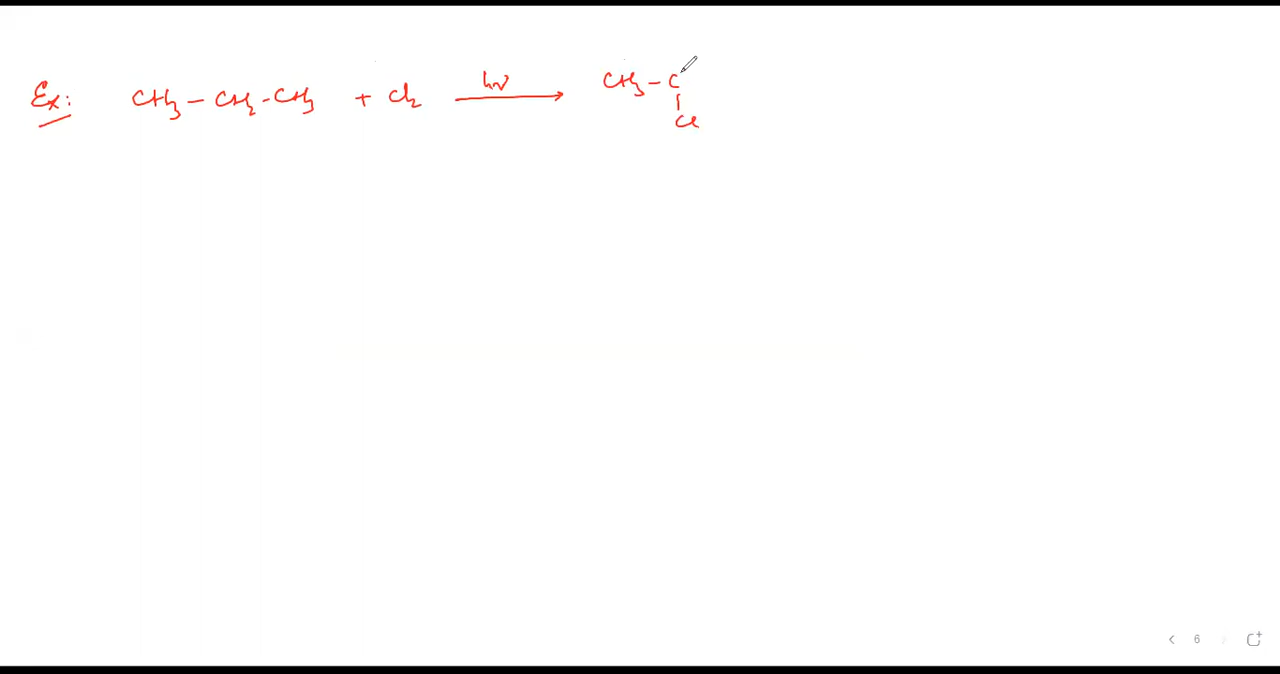 Ex: CH3 - CH2 - CH3 + Cl2 hν → CH3 - C
Cl
6